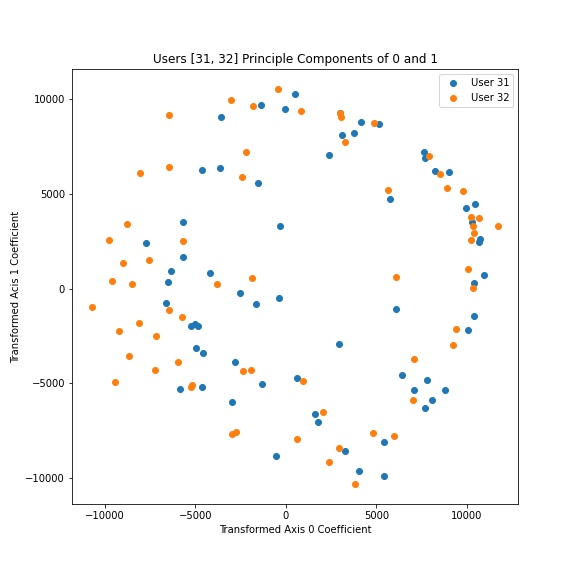 Users [31, 32] Principle Components of 0 and 1
User 31
User 32
Transformed Acis 1 Coefficient
10000
5000
0
−5000
−10000
−10000 −5000 0 5000 10000
Transformed Axis 0 Coefficient